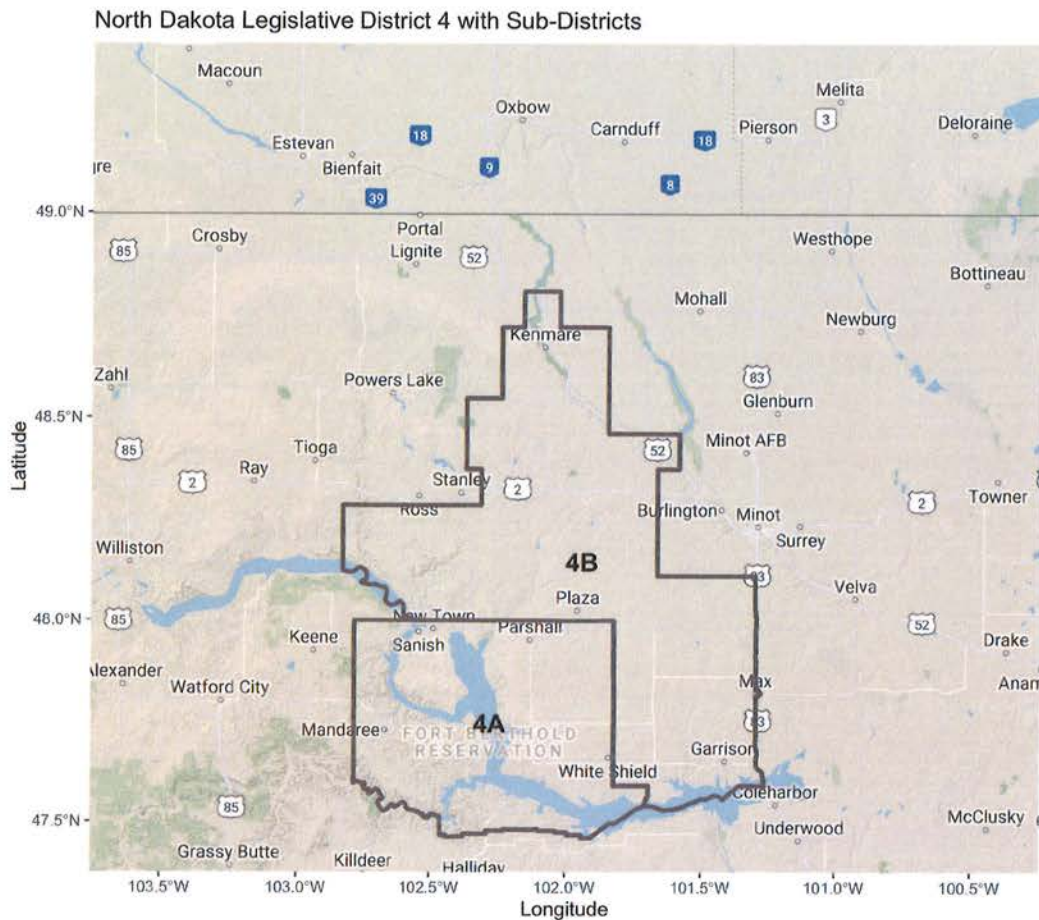 North Dakota Legislative District 4 with Sub-Districts
Macoun
Melita
Oxbow
3
Carnduff
Pierson
Deloraine
18
18
Estevan
Bienfait
9
gre
8
39
49.0°N
Portal
Crosby
Lignite
85
52
Westhope
Bottineau
Mohall
Newburg
Kenmare
Zahl
Powers Lake
83
Glenburn
48.5°N
85
Tioga
52
Minot AFB
Ray
2
Stanley
2
Ross
2
Towner
Burlington
Minot
Surrey
Williston
4B
83
Velva
Plaza
48.0°N
85
New Town
52
Keene
Sanish
Parshall
Drake
Alexander
Watford City
Max
Anam
4A
83
Mandaree
FORT BERTHOLD
RESERVATION
Garrison
White Shield
Coleharbor
85
47.5°N
McClusky
Underwood
Grassy Butte
Killdeer
Halliday
103.5°W
103.0°W
102.5°W
102.0°W
101.5°W
101.0°W
100.5°W
Longitude
Latitude